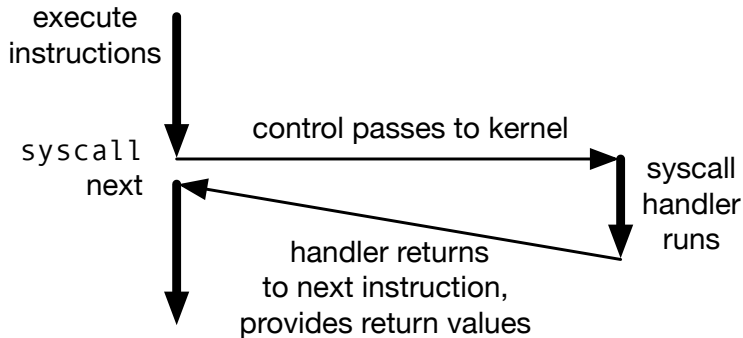 execute
instructions
control passes to kernel
syscall
next
syscall
handler
runs
handler returns
to next instruction,
provides return values